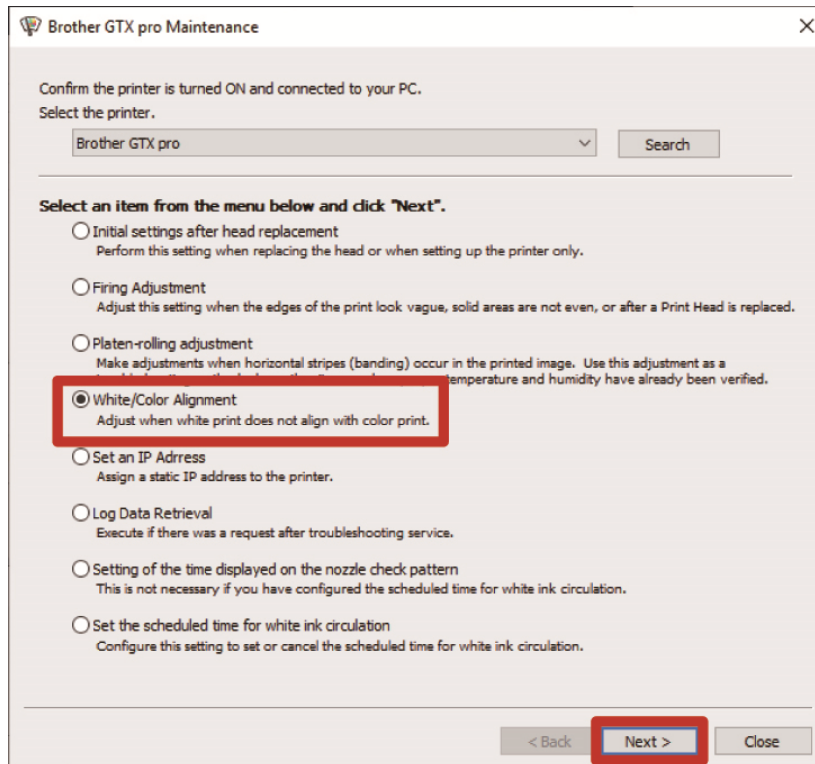 Brother GTX pro Maintenance
Confirm the printer is turned ON and connected to your PC.
Select the printer.
Brother GTX pro
Search
Select an item from the menu below and click "Next".
Initial settings after head replacement
Perform this setting when replacing the head or when setting up the printer only.
Firing Adjustment
Adjust this setting when the edges of the print look vague, solid areas are not even, or after a Print Head is replaced.
Platen-rolling adjustment
Make adjustments when horizontal stripes (banding) occur in the printed image. Use this adjustment as a
temperature and humidity have already been verified.
White/Color Alignment
Adjust when white print does not align with color print.
Set an IP Adrress
Assign a static IP address to the printer.
Log Data Retrieval
Execute if there was a request after troubleshooting service.
Setting of the time displayed on the nozzle check pattern
This is not necessary if you have configured the scheduled time for white ink circulation.
Set the scheduled time for white ink circulation
Configure this setting to set or cancel the scheduled time for white ink circulation.
< Back
Next >
Close